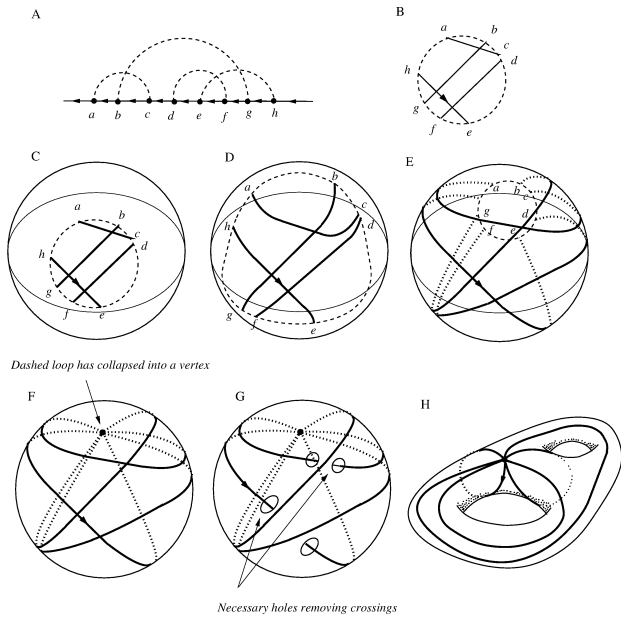 A
B
a b c d e f g h
a b c d e f g h
C
D
E
a b c d e f g h
a b c d e f g h
a b c d e f g
Dashed loop has collapsed into a vertex
F
G
H
Necessary holes removing crossings